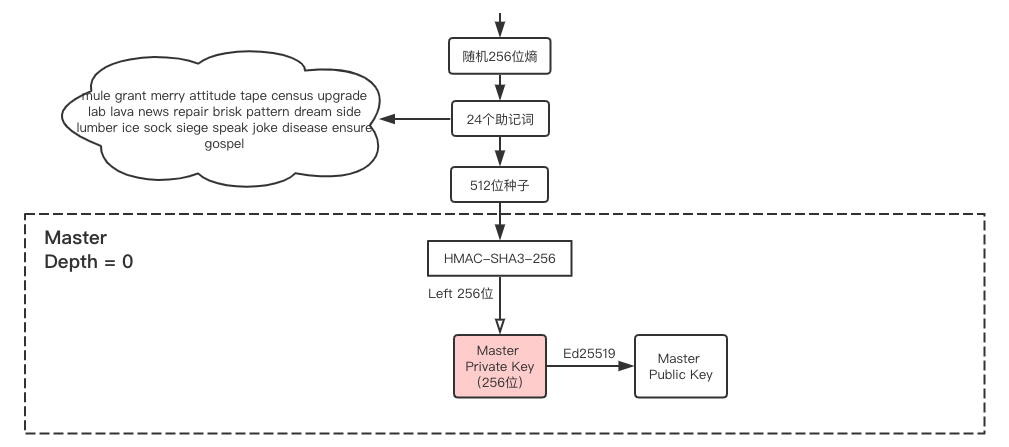 随机256位熵
mule grant merry attitude tape census upgrade
lab lava news repair brisk pattern dream side
lumber ice sock siege speak joke disease ensure
gospel
24个助记词
512位种子
Master
Depth = 0
HMAC-SHA3-256
Left 256位
Master
Private Key
(256位)
Ed25519
Master
Public Key